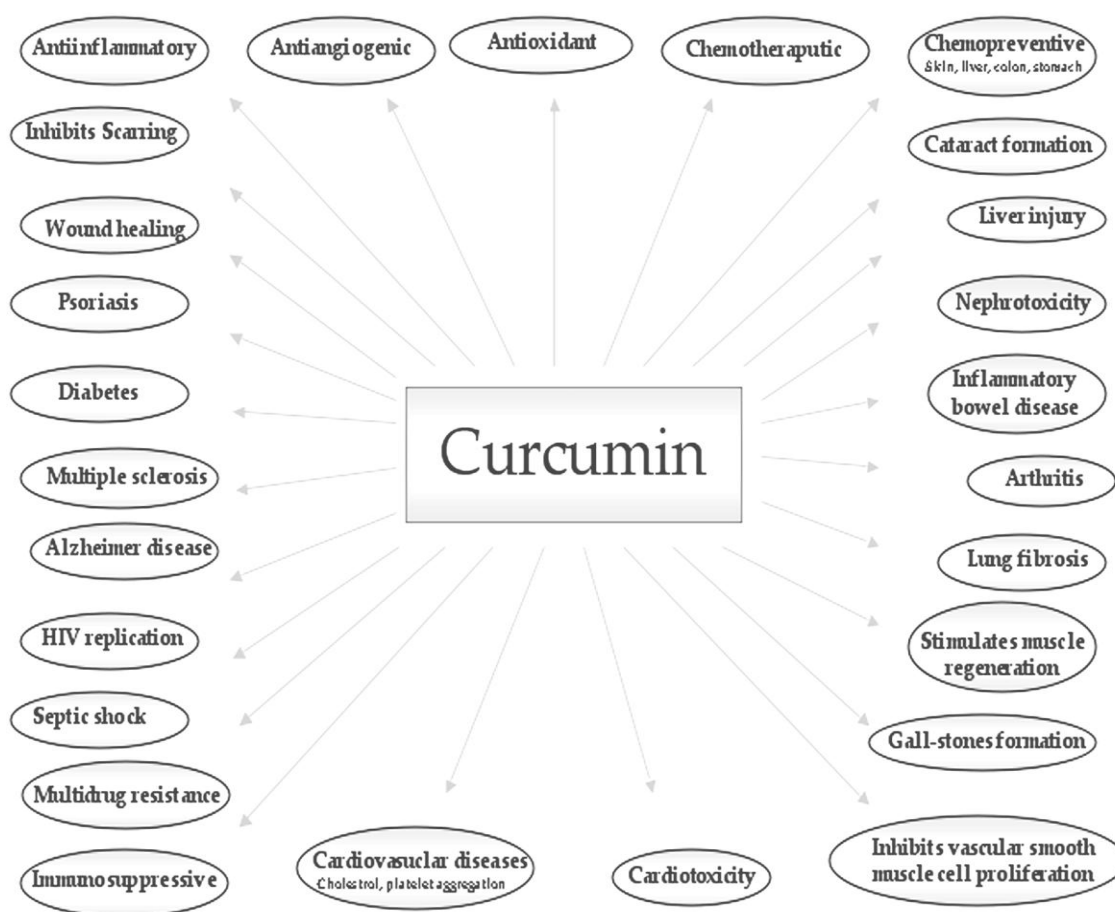 Antiinflammatory
Antiangiogenic
Antioxidant
Chemotheraputic
Chemopreventive
Skin, liver, colon, stomach
Inhibits Scarring
Cataract formation
Wound healing
Liver injury
Psoriasis
Nephrotoxicity
Diabetes
Inflammatory
bowel disease
Curcumin
Multiple sclerosis
Arthritis
Alzheimer disease
Lung fibrosis
HIV replication
Stimulates muscle
regeneration
Septic shock
Gall-stones formation
Multidrug resistance
Immunosuppressive
Cardiovasuclar diseases
Cholestrol, platelet aggregation
Cardiotoxicity
Inhibits vascular smooth
muscle cell proliferation